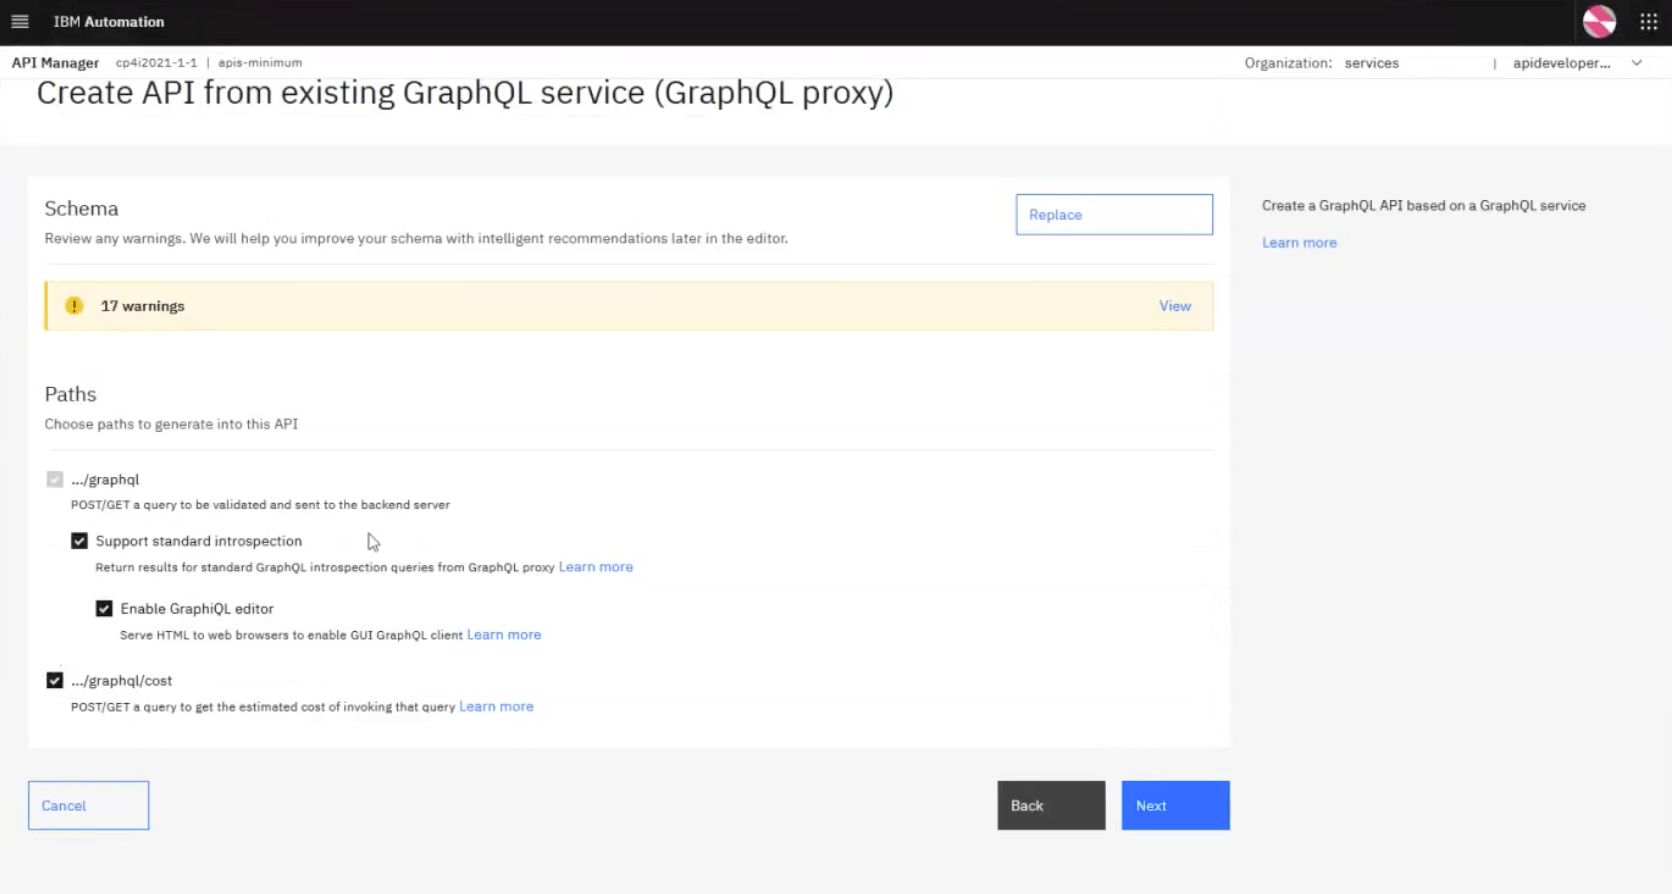 IBM Automation
API Manager cp4i2021-1-1 | apis-minimum Organization: services | apideveloper...
Create API from existing GraphQL service (GraphQL proxy)
Schema
Review any warnings. We will help you improve your schema with intelligent recommendations later in the editor.
Replace
Create a GraphQL API based on a GraphQL service
Learn more
17 warnings View
Paths
Choose paths to generate into this API
.../graphql
POST/GET a query to be validated and sent to the backend server
Support standard introspection
Return results for standard GraphQL introspection queries from GraphQL proxy Learn more
Enable GraphiQL editor
Serve HTML to web browsers to enable GUI GraphQL client Learn more
.../graphql/cost
POST/GET a query to get the estimated cost of invoking that query Learn more
Cancel Back Next